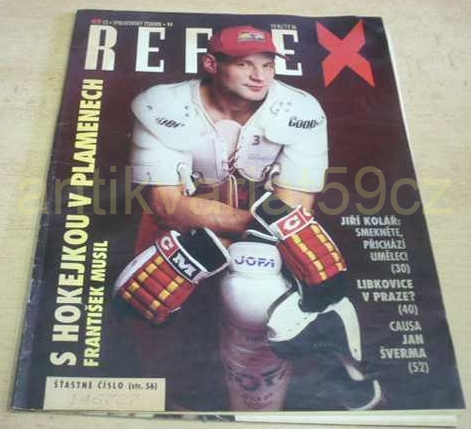 REFLEX
S HOKEJKOU V PLAMENECH
FRANTIŠEK MUSIL
JIŘÍ KOLÁŘ:
SMEKNĚTE,
PŘICHÁZÍ
UMĚLEC!
(30)
LIBKOVICE
V PRAZE?
(40)
CAUSA
JAN
ŠVERMA
(52)
CCM
CCM
JOFA
3
ŠŤASTNÉ ČÍSLO (str. 56)
antikvariat59cz